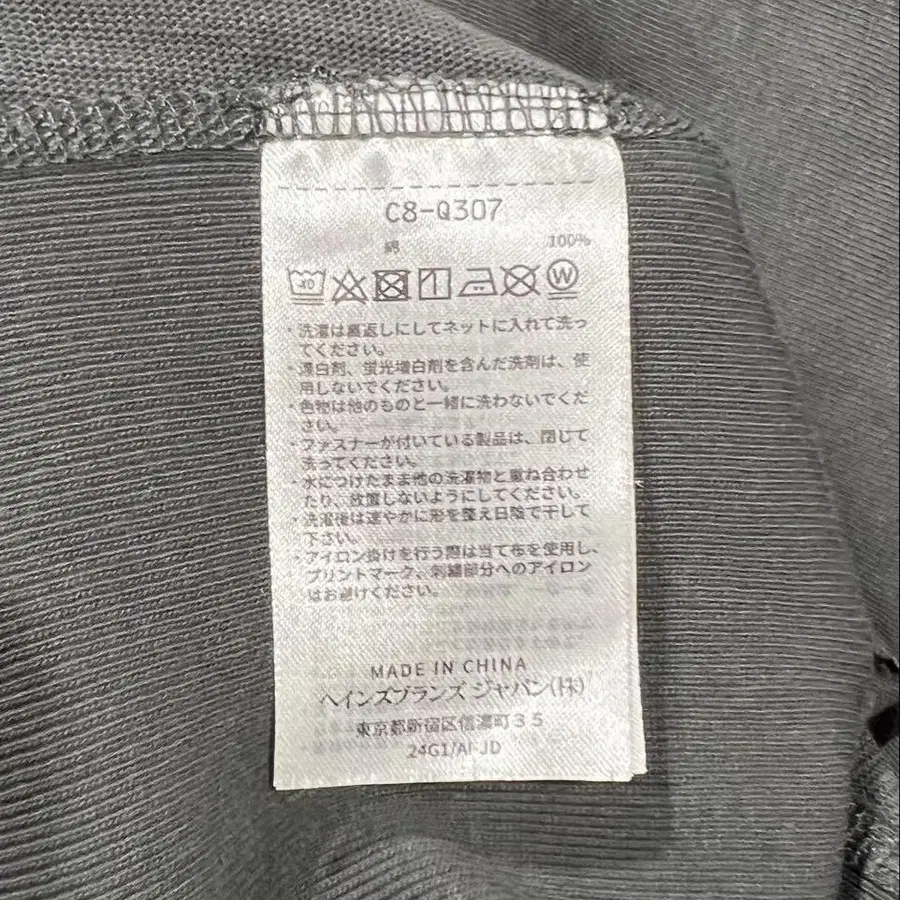 C8-Q307
綿 100%
40
W
・洗濯は裏返しにしてネットに入れて洗っ
てください。
・漂白剤、蛍光増白剤を含んだ洗剤は、使
用しないでください。
・色物は他のものと一緒に洗わないでくだ
さい。
・ファスナーが付いている製品は、閉じて
洗ってください。
・水につけたまま他の洗濯物と重ね合わせ
たり、放置しないようにしてください。
・洗濯後は速やかに形を整え日陰で干して
下さい。
・アイロン掛けを行う際は当て布を使用し、
プリントマーク、刺繍部分へのアイロン
はお避けください。
MADE IN CHINA
ヘインズブランズ ジャパン(株)
東京都新宿区信濃町35
24G1/AI-JD